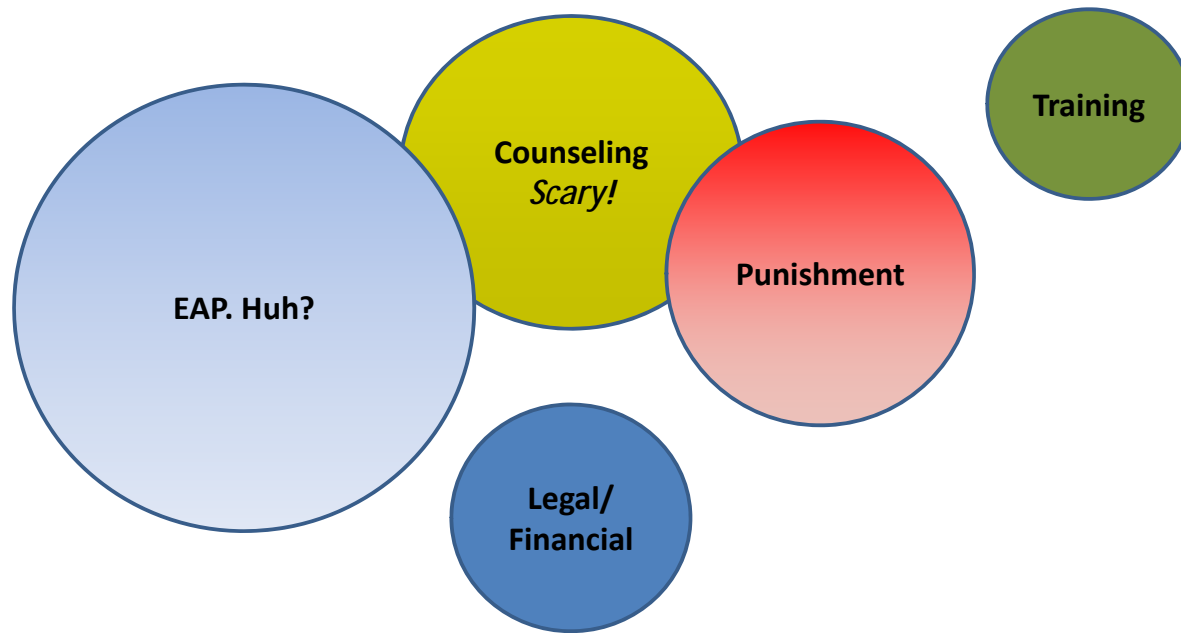 Training
Counseling
Scary!
Punishment
EAP. Huh?
Legal/
Financial